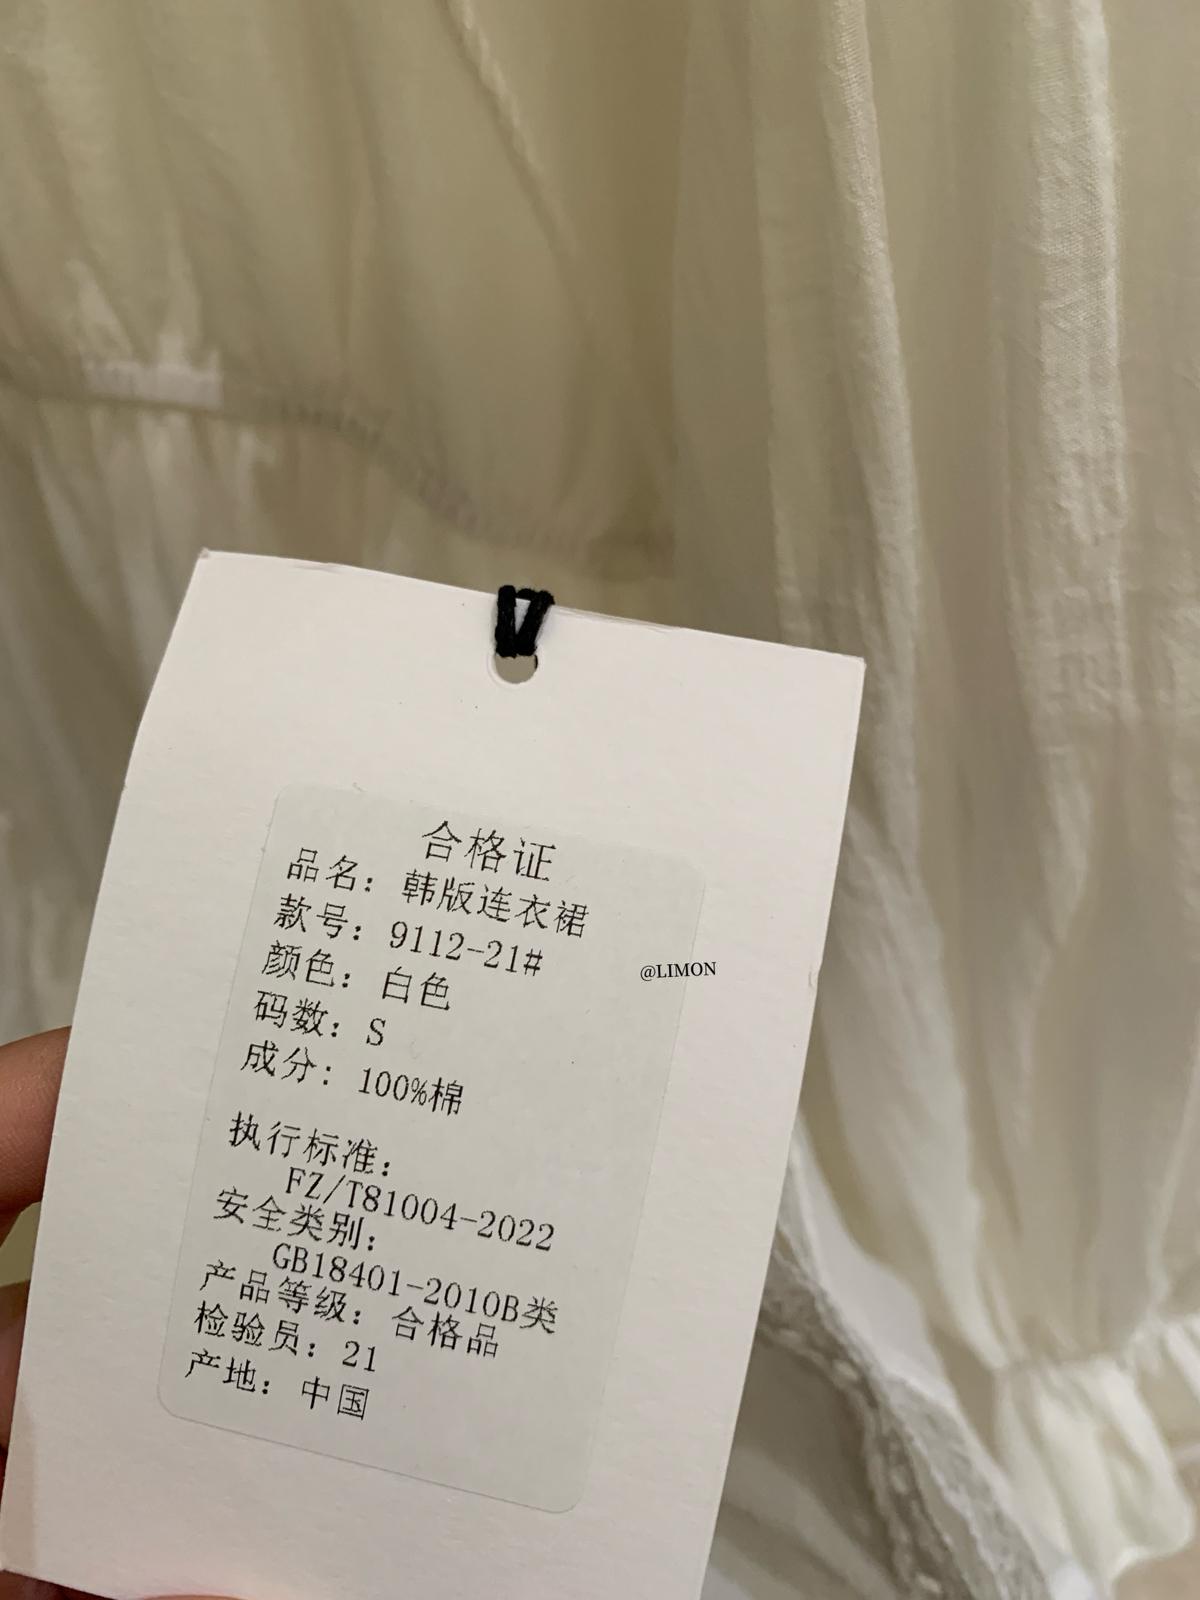 合格证
品名：韩版连衣裙
款号：9112-21#
颜色：白色
码数：S
成分：100%棉
执行标准：
FZ/T81004-2022
安全类别：
GB18401-2010B类
产品等级：合格品
检验员：21
产地：中国
@LIMON